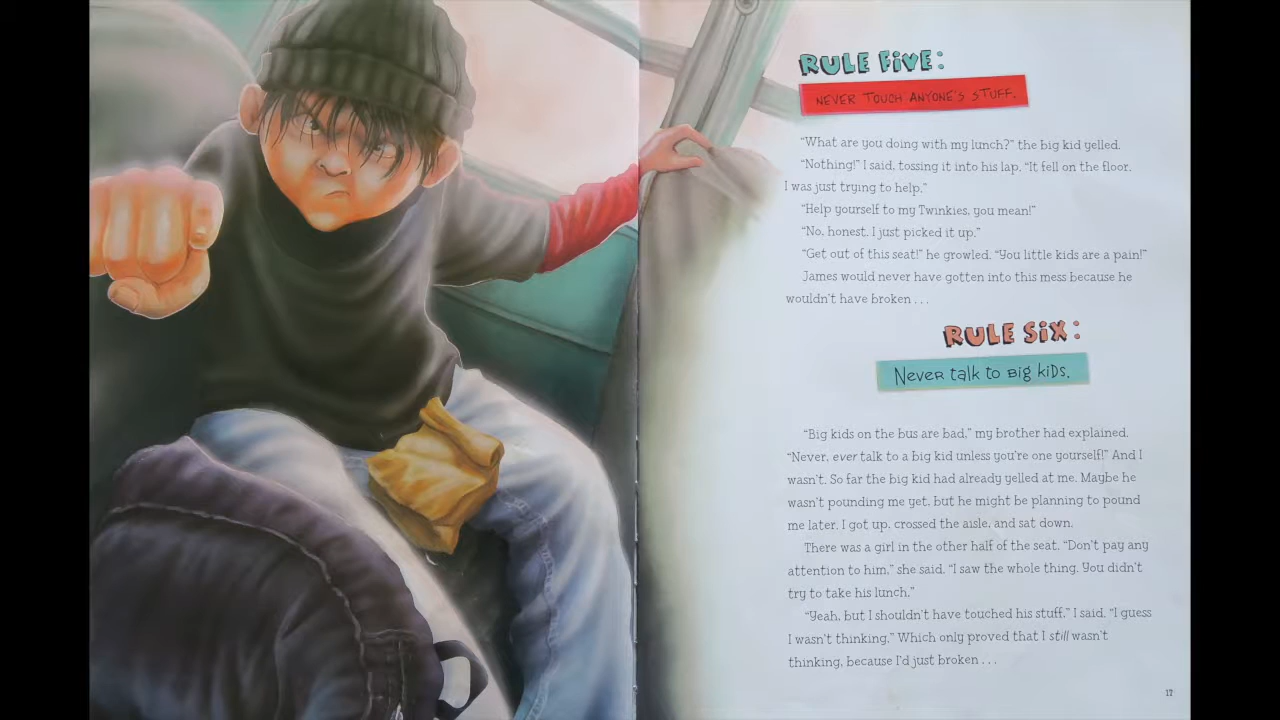 RULE FIVE:
NEVER TOUCH ANYONE'S STUFF.
"What are you doing with my lunch?" the big kid yelled.
"Nothing!" I said, tossing it into his lap. "It fell on the floor.
I was just trying to help."
"Help yourself to my Twinkies, you mean!"
"No, honest. I just picked it up."
"Get out of this seat!" he growled. "You little kids are a pain!"
James would never have gotten into this mess because he
wouldn't have broken . . .
RULE SIX:
Never talk to Big kids.
"Big kids on the bus are bad," my brother had explained.
"Never, ever talk to a big kid unless you're one yourself!" And I
wasn't. So far the big kid had already yelled at me. Maybe he
wasn't pounding me yet, but he might be planning to pound
me later. I got up, crossed the aisle, and sat down.
There was a girl in the other half of the seat. "Don't pay any
attention to him," she said. "I saw the whole thing. You didn't
try to take his lunch."
"Yeah, but I shouldn't have touched his stuff," I said. "I guess
I wasn't thinking." Which only proved that I still wasn't
thinking, because I'd just broken . . .
17